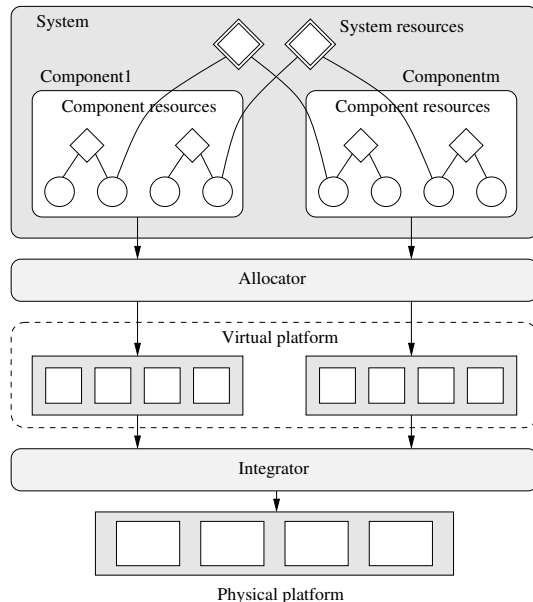 System
System resources
Component1
Componentm
Component resources
Component resources
Allocator
Virtual platform
Integrator
Physical platform